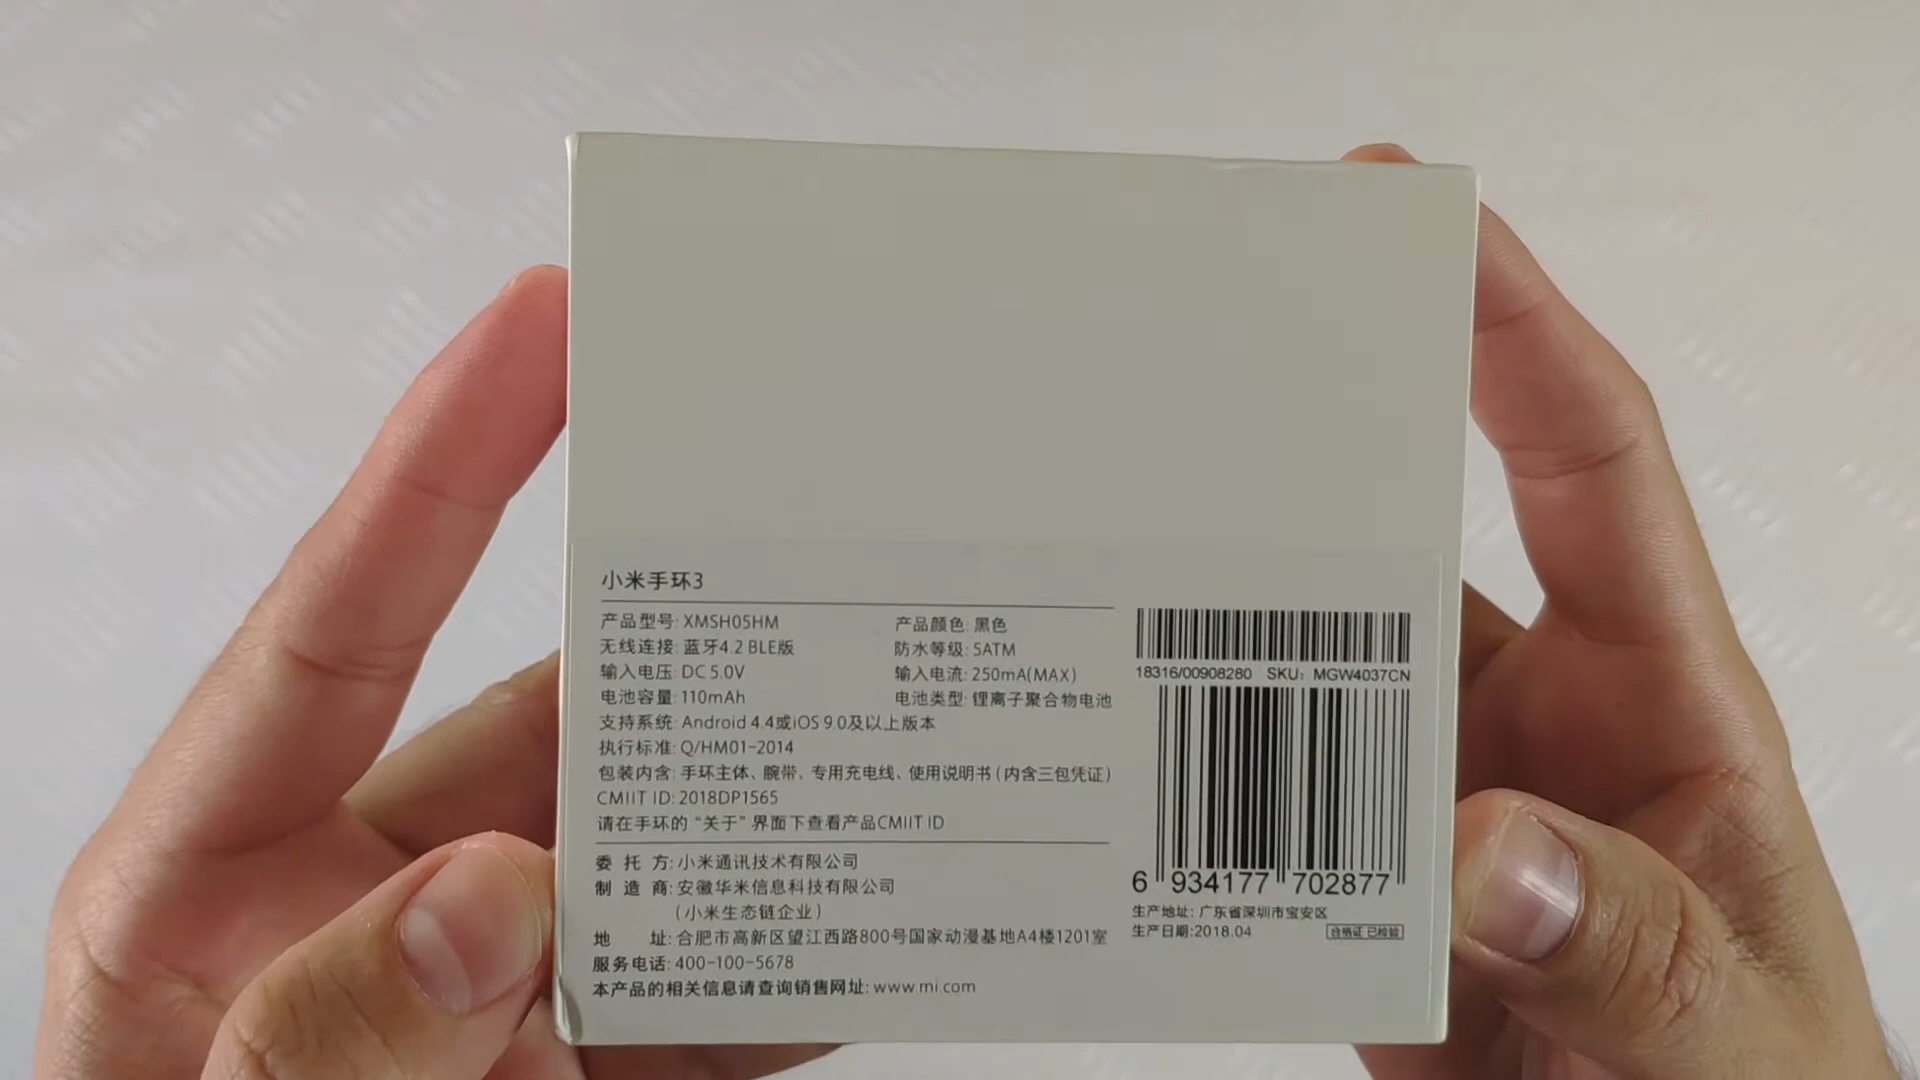 小米手环3
产品型号: XMSH05HM 产品颜色: 黑色
无线连接: 蓝牙4.2 BLE版 防水等级: 5ATM
输入电压: DC 5.0V 输入电流: 250mA(MAX)
电池容量: 110mAh 电池类型: 锂离子聚合物电池
支持系统: Android 4.4或iOS 9.0及以上版本
执行标准: Q/HM01-2014
包装内含: 手环主体、腕带、专用充电线、使用说明书(内含三包凭证)
CMIIT ID: 2018DP1565
请在手环的“关于”界面下查看产品CMIIT ID
委 托 方: 小米通讯技术有限公司
制 造 商: 安徽华米信息科技有限公司
(小米生态链企业)
地 址: 合肥市高新区望江西路800号国家动漫基地A4楼1201室
服务电话: 400-100-5678
本产品的相关信息请查询销售网址: www.mi.com
18316/00908280 SKU: MGW4037CN
6 934177 702877
生产地址: 广东省深圳市宝安区
生产日期:2018.04 合格证 已检验